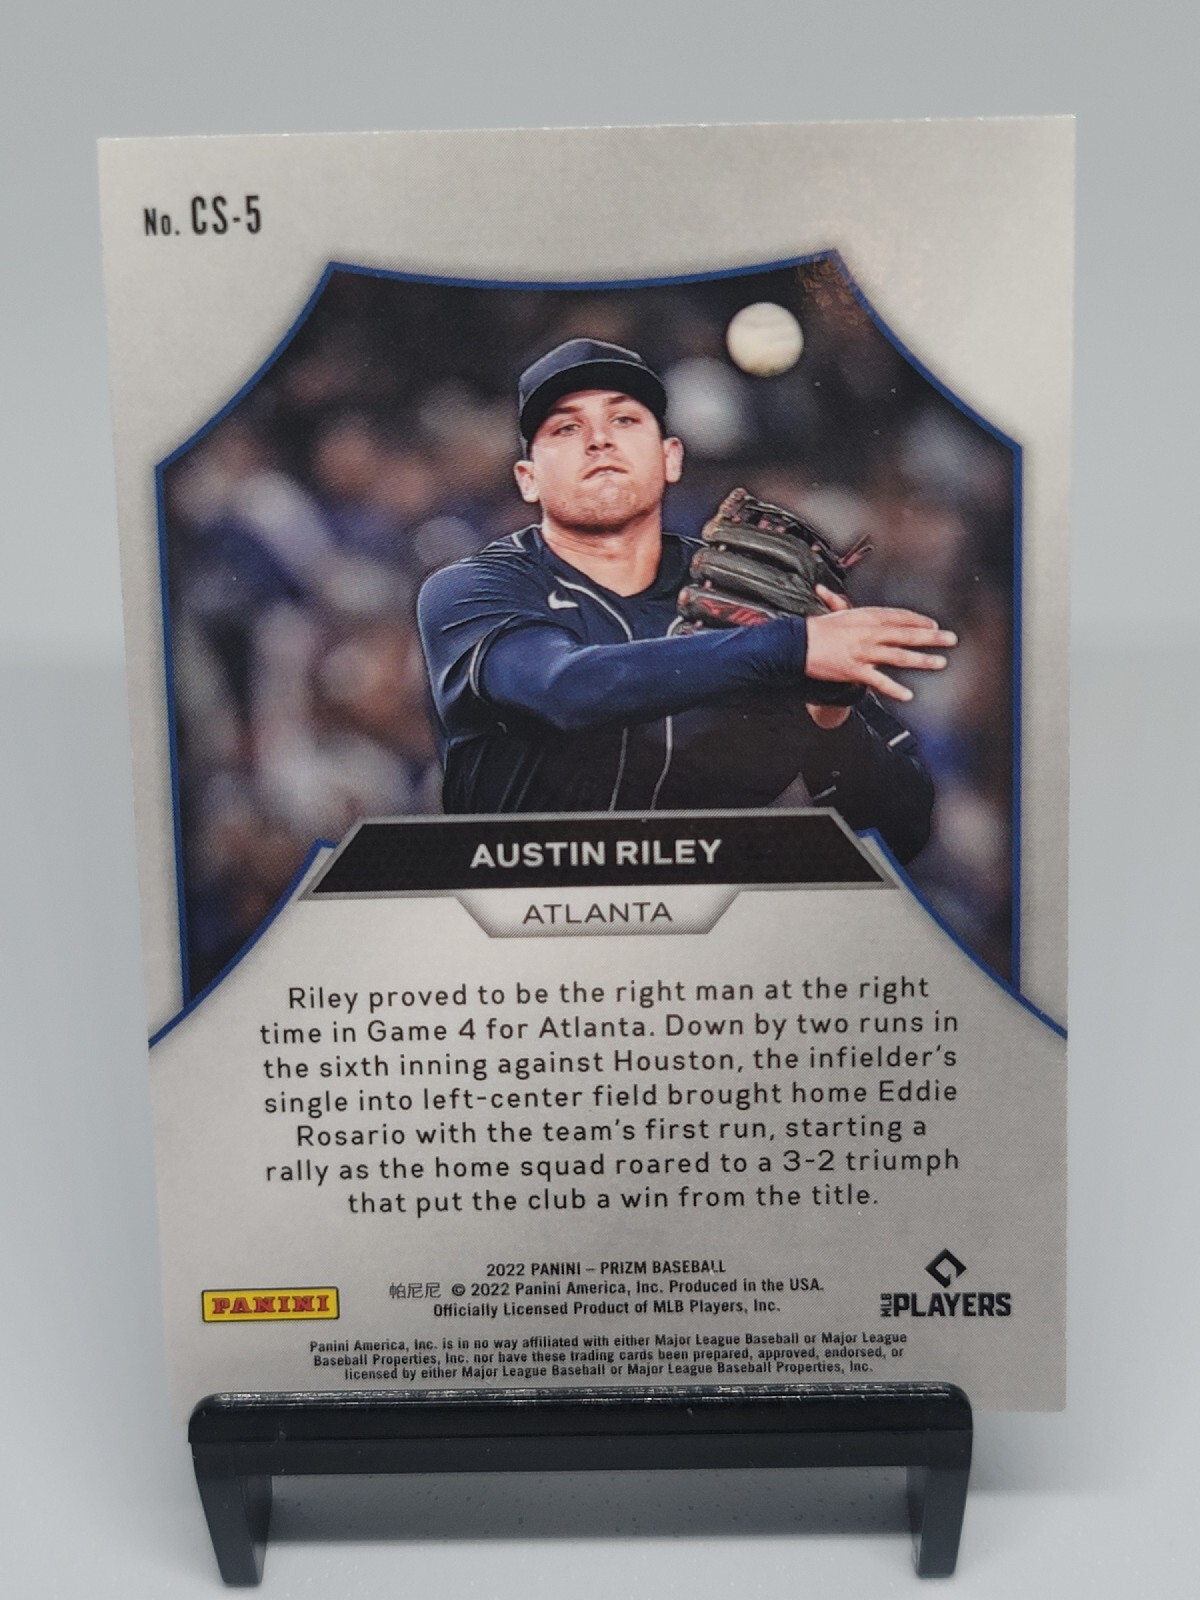 No. CS-5
AUSTIN RILEY
ATLANTA
Riley proved to be the right man at the right
time in Game 4 for Atlanta. Down by two runs in
the sixth inning against Houston, the infielder's
single into left-center field brought home Eddie
Rosario with the team's first run, starting a
rally as the home squad roared to a 3-2 triumph
that put the club a win from the title.
2022 PANINI – PRIZM BASEBALL
帕尼尼 © 2022 Panini America, Inc. Produced in the USA.
Officially Licensed Product of MLB Players, Inc.
PANINI
MLB PLAYERS
Panini America, Inc. is in no way affiliated with either Major League Baseball or Major League
Baseball Properties, Inc. nor have these trading cards been prepared, approved, endorsed, or
licensed by either Major League Baseball or Major League Baseball Properties, Inc.